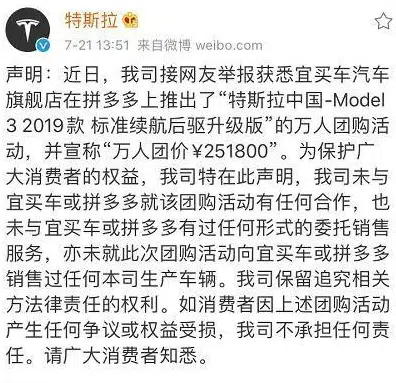 特斯拉
7-21 13:51 来自微博 weibo.com
声明：近日，我司接网友举报获悉宜买车汽车
旗舰店在拼多多上推出了“特斯拉中国-Model
3 2019款 标准续航后驱升级版”的万人团购活
动，并宣称“万人团价¥251800”。为保护广
大消费者的权益，我司特在此声明，我司未与
宜买车或拼多多就该团购活动有任何合作，也
未与宜买车或拼多多有过任何形式的委托销售
服务，亦未就此次团购活动向宜买车或拼多多
销售过任何本司生产车辆。我司保留追究相关
方法律责任的权利。如消费者因上述团购活动
产生任何争议或权益受损，我司不承担任何责
任。请广大消费者知悉。